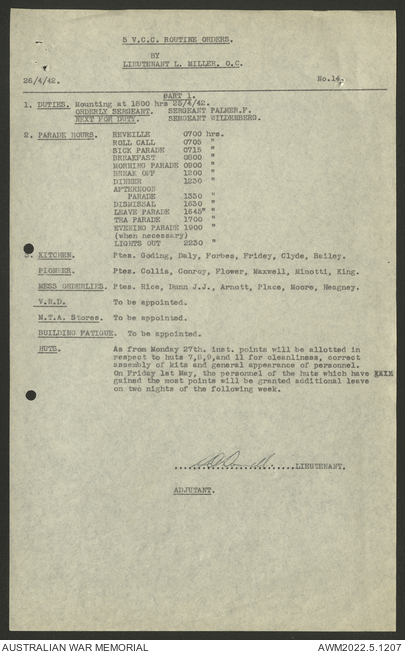 5 V.C.C. ROUTINE ORDERS.
BY
LIEUTENANT L. MILLER, O.C.
26/4/42. No.14.
PART 1.
1. DUTIES. Mounting at 1800 hrs 25/4/42.
ORDERLY SERGEANT. SERGEANT PALMER.F.
NEXT FOR DUTY. SERGEANT WILDNEBERG.
2. PARADE HOURS. REVEILLE 0700 hrs.
ROLL CALL 0705 "
SICK PARADE 0715 "
BREAKFAST 0800 "
MORNING PARADE 0900 "
BREAK OFF 1200 "
DINNER 1230 "
AFTERNOON
PARADE 1330 "
DISMISSAL 1630 "
LEAVE PARADE 1645" "
TEA PARADE 1700 "
EVENING PARADE 1900 "
(when necessary)
LIGHTS OUT 2230 "
3. KITCHEN. Ptes. Goding, Daly, Forbes, Fridey, Clyde, Bailey.
PIONEER. Ptes. Collis, Conroy, Flower, Maxwell, Minotti, King.
MESS ORDERLIES. Ptes. Rice, Dunn J.J., Arnott, Place, Moore, Heagney.
V.R.D. To be appointed.
M.T.A. Stores. To be appointed.
BUILDING FATIGUE. To be appointed.
HUTS. As from Monday 27th. inst. points will be allotted in
respect to huts 7,8,9,and 11 for cleanliness, correct
assembly of kits and general appearance of personnel.
On Friday 1st May, the personnel of the huts which have XXXX
gained the most points will be granted additional leave
on two nights of the following week.
....................LIEUTENANT.
ADJUTANT.
AUSTRALIAN WAR MEMORIAL AWM2022.5.1207